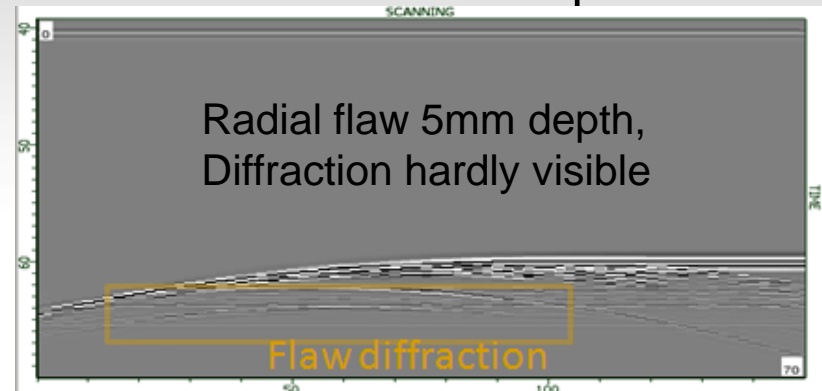 SCANNING
40
0
Radial flaw 5mm depth,
Diffraction hardly visible
50
TIME
60
Flaw diffraction
70
50
100